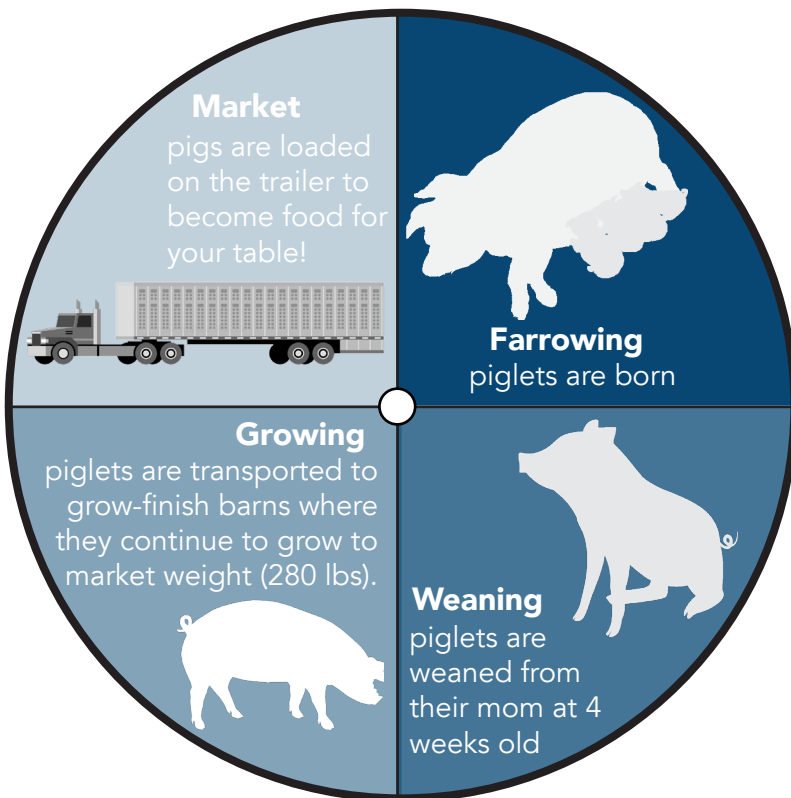 Market
pigs are loaded
on the trailer to
become food for
your table!
Farrowing
piglets are born
Growing
piglets are transported to
grow-finish barns where
they continue to grow to
market weight (280 lbs).
Weaning
piglets are
weaned from
their mom at 4
weeks old